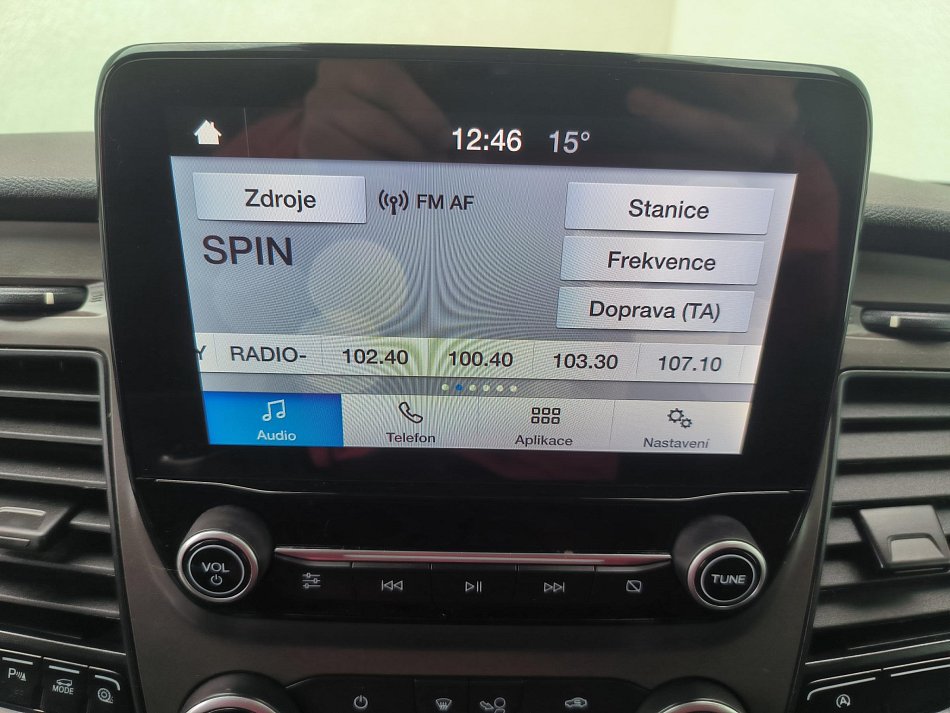 12:46 15°
Zdroje FM AF Stanice
SPIN Frekvence
Doprava (TA)
Y RADIO- 102.40 100.40 103.30 107.10
Audio Telefon Aplikace Nastavení
VOL TUNE
P MODE A